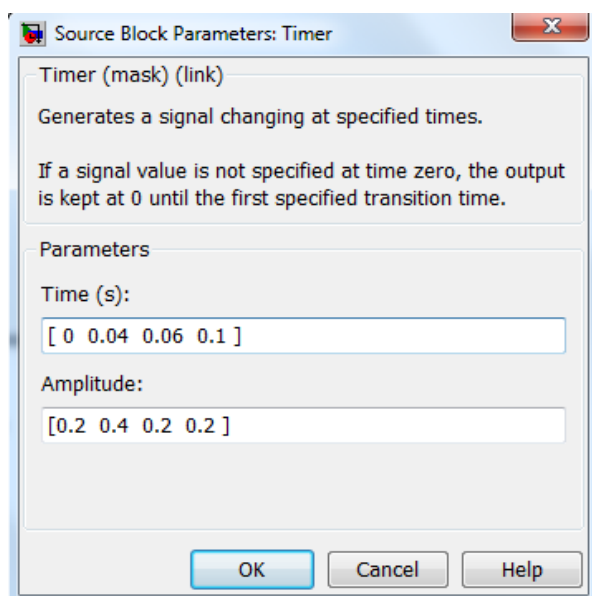 Source Block Parameters: Timer
Timer (mask) (link)
Generates a signal changing at specified times.
If a signal value is not specified at time zero, the output
is kept at 0 until the first specified transition time.
Parameters
Time (s):
[ 0 0.04 0.06 0.1 ]
Amplitude:
[0.2 0.4 0.2 0.2 ]
OK Cancel Help